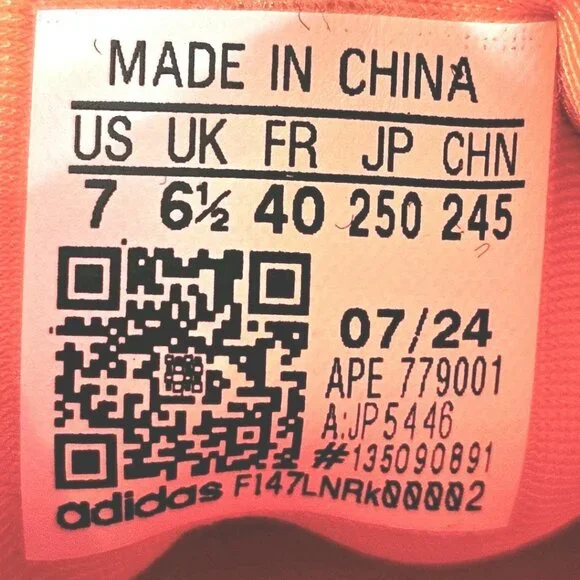 MADE IN CHINA
US UK FR JP CHN
7 6½ 40 250 245
07/24
APE 779001
A:JP5446
#135090891
adidas F147LNRk00002